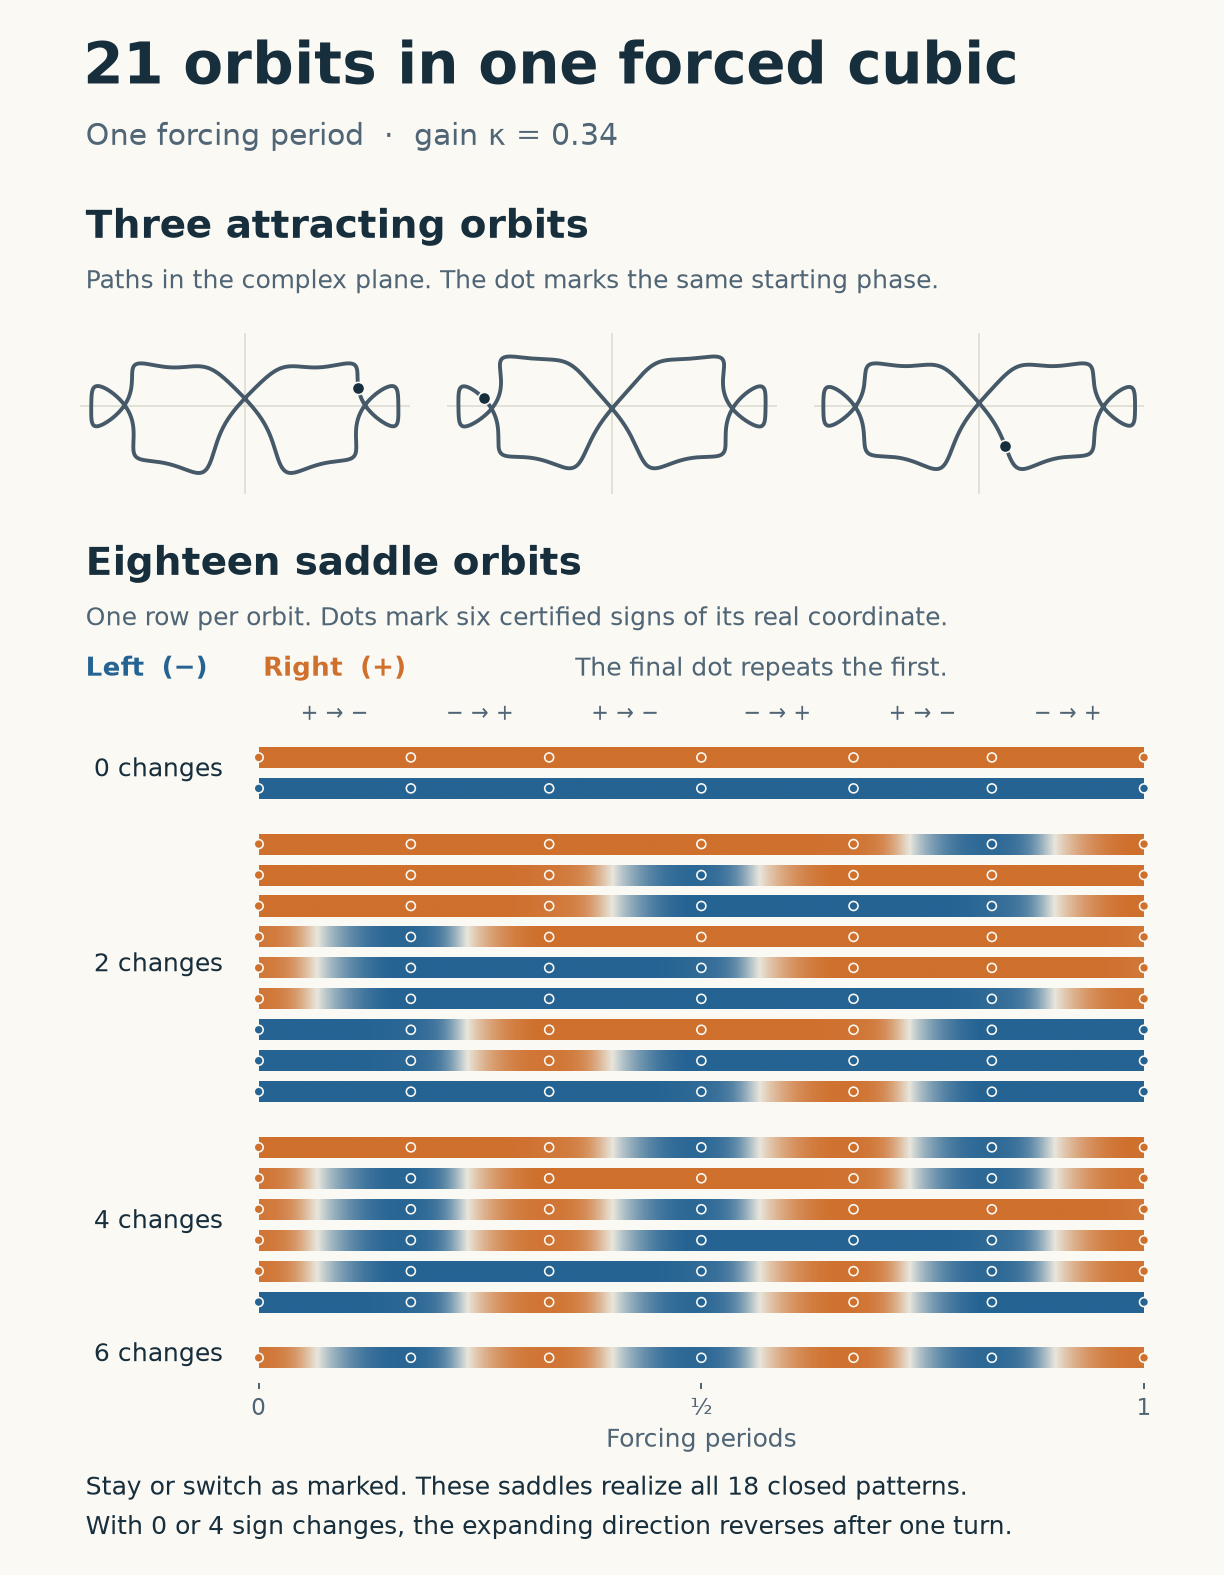 21 orbits in one forced cubic
One forcing period · gain κ = 0.34
Three attracting orbits
Paths in the complex plane. The dot marks the same starting phase.
Eighteen saddle orbits
One row per orbit. Dots mark six certified signs of its real coordinate.
Left (−) Right (+) The final dot repeats the first.
+ → − − → + + → − − → + + → − − → +
0 changes
2 changes
4 changes
6 changes
0 ½ 1
Forcing periods
Stay or switch as marked. These saddles realize all 18 closed patterns.
With 0 or 4 sign changes, the expanding direction reverses after one turn.